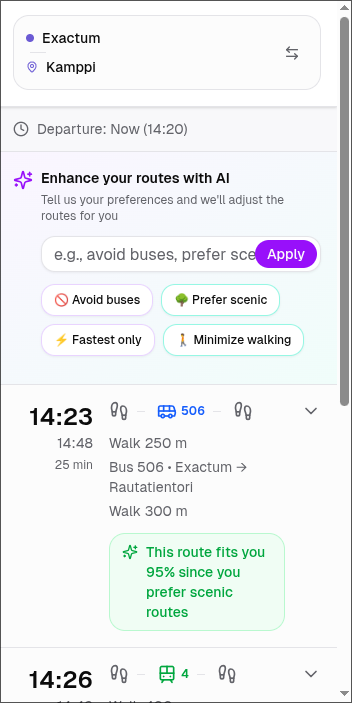 Exactum
Kamppi
Departure: Now (14:20)
Enhance your routes with AI
Tell us your preferences and we'll adjust the
routes for you
e.g., avoid buses, prefer sce
Apply
🚫 Avoid buses
🌳 Prefer scenic
⚡ Fastest only
🚶 Minimize walking
14:23
506
14:48
Walk 250 m
25 min
Bus 506 • Exactum →
Rautatientori
Walk 300 m
This route fits you
95% since you
prefer scenic
routes
14:26
4